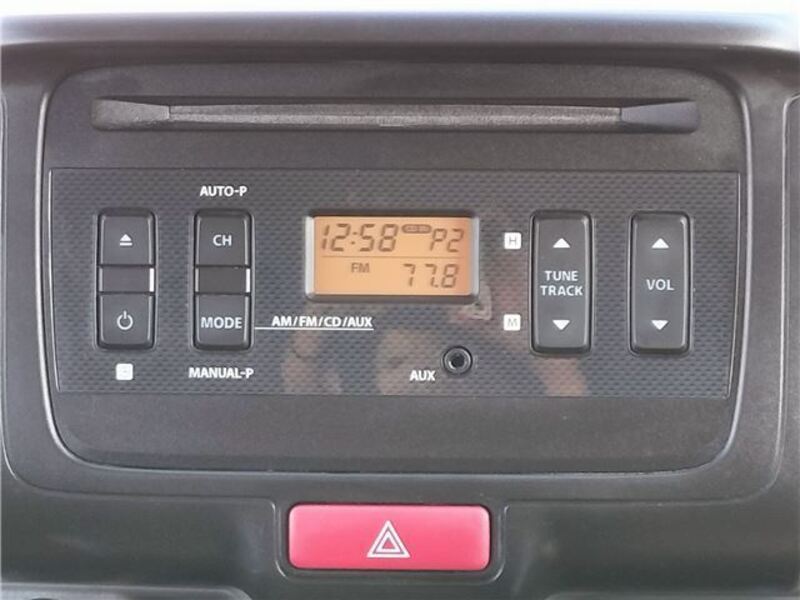 AUTO-P
CH
12:58 P2
FM 77.8
H
TUNE
TRACK
VOL
MODE
AM/FM/CD/AUX
M
MANUAL-P
AUX